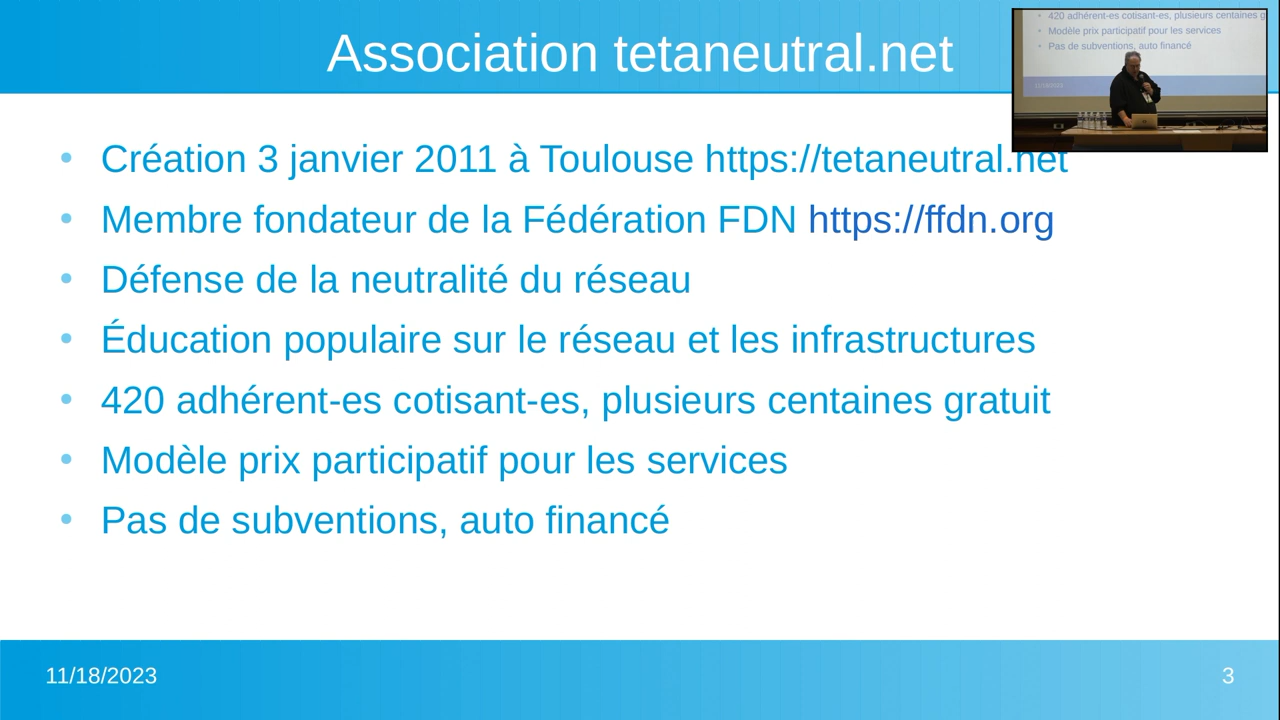 Association tetaneutral.net
420 adhérent-es cotisant-es, plusieurs centaines g
Modèle prix participatif pour les services
Pas de subventions, auto financé
11/18/2023
Création 3 janvier 2011 à Toulouse https://tetaneutral.net
Membre fondateur de la Fédération FDN https://ffdn.org
Défense de la neutralité du réseau
Éducation populaire sur le réseau et les infrastructures
420 adhérent-es cotisant-es, plusieurs centaines gratuit
Modèle prix participatif pour les services
Pas de subventions, auto financé
11/18/2023
3